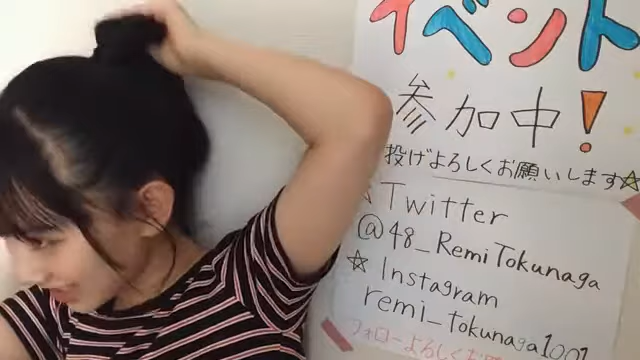 イベント
参加中!
投げよろしくお願いします☆
Twitter
@48_RemiTokunaga
☆ Instagram
remi_tokunaga1001
フォローよろしく